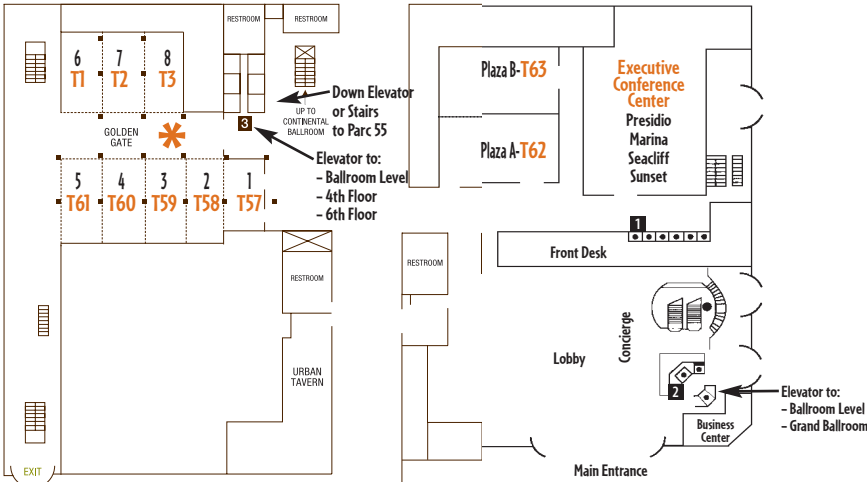 RESTROOM
RESTROOM
6
T1
7
T2
8
T3
GOLDEN
GATE
3
UP TO
CONTINENTAL
BALLROOM
Down Elevator
or Stairs
to Parc 55
Elevator to:
– Ballroom Level
– 4th Floor
– 6th Floor
5
T61
4
T60
3
T59
2
T58
1
T57
RESTROOM
URBAN
TAVERN
EXIT
Plaza B-T63
Plaza A-T62
Executive
Conference
Center
Presidio
Marina
Seacliff
Sunset
1
Front Desk
RESTROOM
Lobby
Concierge
2
Elevator to:
– Ballroom Level
– Grand Ballroom
Business
Center
Main Entrance